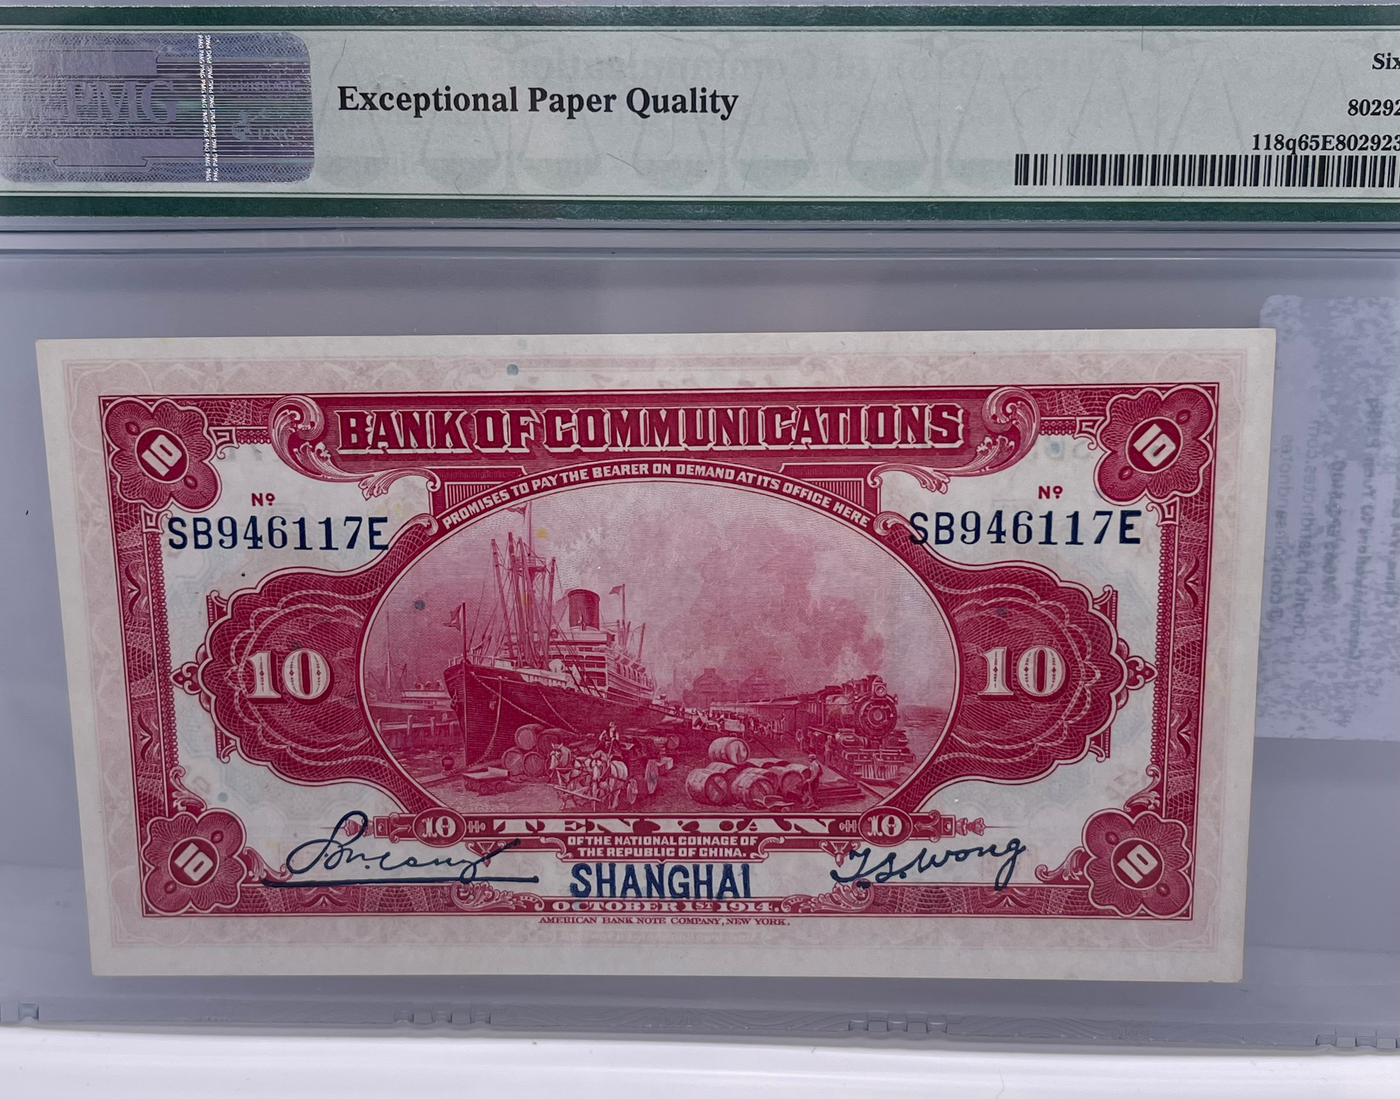 PMG
Exceptional Paper Quality
Six
80292
118q65E802923
BANK OF COMMUNICATIONS
PROMISES TO PAY THE BEARER ON DEMAND AT ITS OFFICE HERE
10 10
Nº Nº
SB946117E SB946117E
10 10
10 TEN YUAN 10
OF THE NATIONAL COINAGE OF
THE REPUBLIC OF CHINA.
T.S. Wong
SHANGHAI
10 10
OCTOBER 1ST 1914.
AMERICAN BANK NOTE COMPANY, NEW YORK.